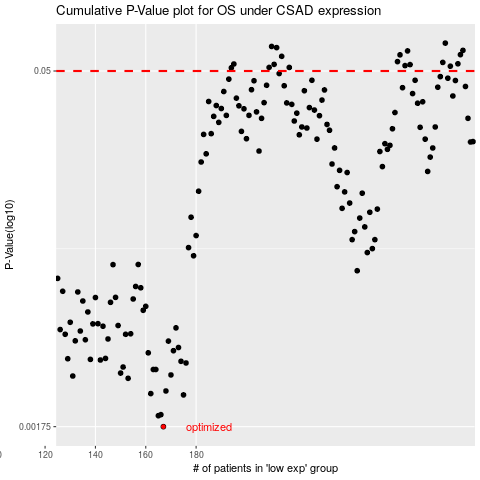 Cumulative P-Value plot for OS under CSAD expression
0.05
P-Value(log10)
0.00175
optimized
0 120 140 160 180
# of patients in 'low exp' group